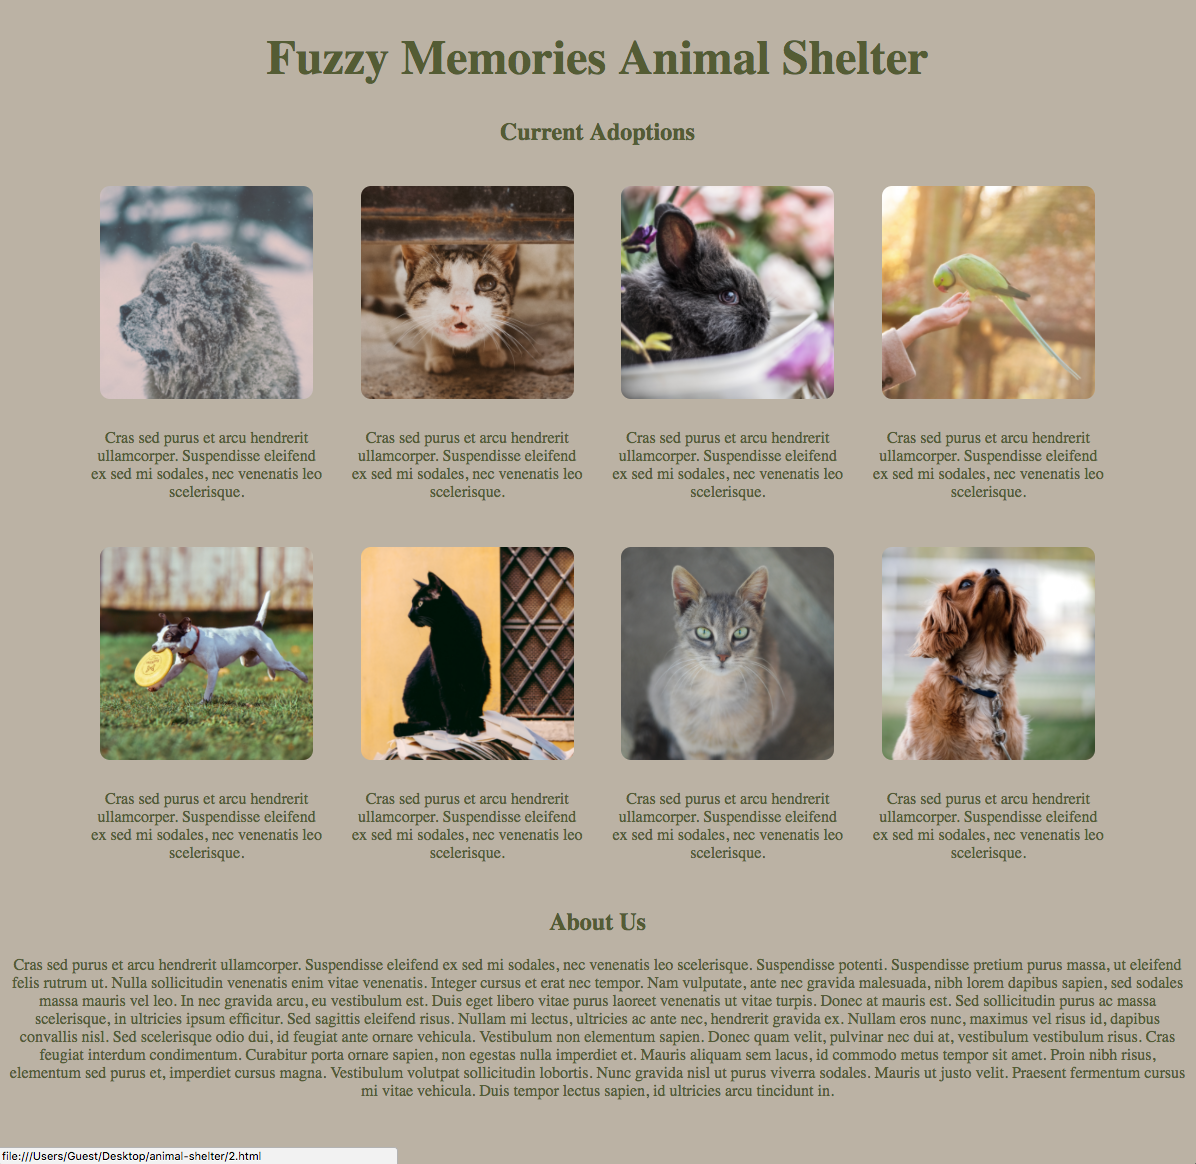 Fuzzy Memories Animal Shelter
Current Adoptions
Cras sed purus et arcu hendrerit
ullamcorper. Suspendisse eleifend
ex sed mi sodales, nec venenatis leo
scelerisque.
Cras sed purus et arcu hendrerit
ullamcorper. Suspendisse eleifend
ex sed mi sodales, nec venenatis leo
scelerisque.
Cras sed purus et arcu hendrerit
ullamcorper. Suspendisse eleifend
ex sed mi sodales, nec venenatis leo
scelerisque.
Cras sed purus et arcu hendrerit
ullamcorper. Suspendisse eleifend
ex sed mi sodales, nec venenatis leo
scelerisque.
Cras sed purus et arcu hendrerit
ullamcorper. Suspendisse eleifend
ex sed mi sodales, nec venenatis leo
scelerisque.
Cras sed purus et arcu hendrerit
ullamcorper. Suspendisse eleifend
ex sed mi sodales, nec venenatis leo
scelerisque.
Cras sed purus et arcu hendrerit
ullamcorper. Suspendisse eleifend
ex sed mi sodales, nec venenatis leo
scelerisque.
Cras sed purus et arcu hendrerit
ullamcorper. Suspendisse eleifend
ex sed mi sodales, nec venenatis leo
scelerisque.
About Us
Cras sed purus et arcu hendrerit ullamcorper. Suspendisse eleifend ex sed mi sodales, nec venenatis leo scelerisque. Suspendisse potenti. Suspendisse pretium purus massa, ut eleifend
felis rutrum ut. Nulla sollicitudin venenatis enim vitae venenatis. Integer cursus et erat nec tempor. Nam vulputate, ante nec gravida malesuada, nibh lorem dapibus sapien, sed sodales
massa mauris vel leo. In nec gravida arcu, eu vestibulum est. Duis eget libero vitae purus laoreet venenatis ut vitae turpis. Donec at mauris est. Sed sollicitudin purus ac massa
scelerisque, in ultricies ipsum efficitur. Sed sagittis eleifend risus. Nullam mi lectus, ultricies ac ante nec, hendrerit gravida ex. Nullam eros nunc, maximus vel risus id, dapibus
convallis nisl. Sed scelerisque odio dui, id feugiat ante ornare vehicula. Vestibulum non elementum sapien. Donec quam velit, pulvinar nec dui at, vestibulum vestibulum risus. Cras
feugiat interdum condimentum. Curabitur porta ornare sapien, non egestas nulla imperdiet et. Mauris aliquam sem lacus, id commodo metus tempor sit amet. Proin nibh risus,
elementum sed purus et, imperdiet cursus magna. Vestibulum volutpat sollicitudin lobortis. Nunc gravida nisl ut purus viverra sodales. Mauris ut justo velit. Praesent fermentum cursus
mi vitae vehicula. Duis tempor lectus sapien, id ultricies arcu tincidunt in.
file:///Users/Guest/Desktop/animal-shelter/2.html